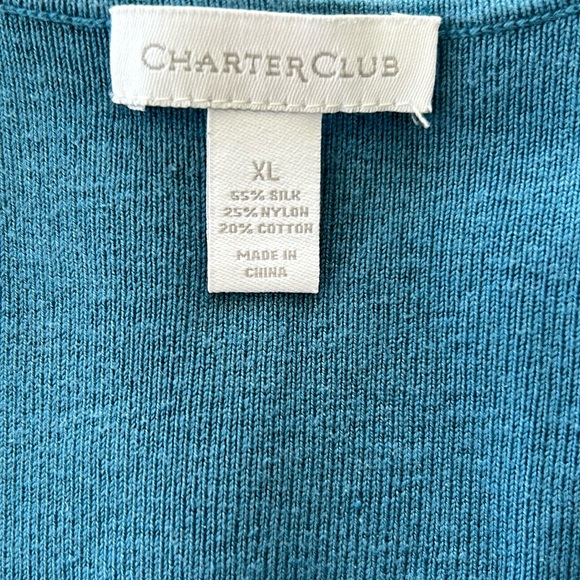 CHARTER CLUB
XL
55% SILK
25% NYLON
20% COTTON
MADE IN
CHINA